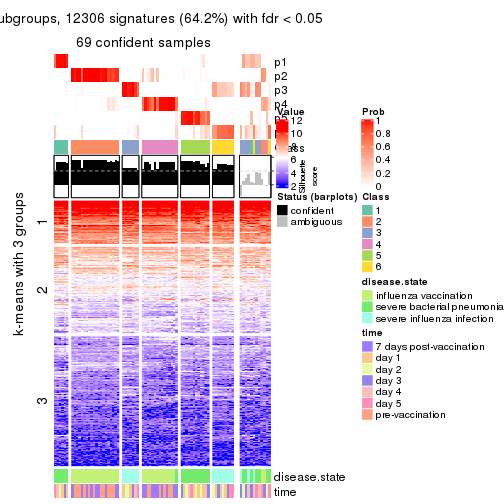 ubgroups, 12306 signatures (64.2%) with fdr < 0.05
69 confident samples
p1
p2
p3
p4
k-means with 3 groups
1
2
3
Value
12
10
6
4
2
Silhouette
score
Status (barplots)
confident
ambiguous
Prob
1
0.8
0.6
0.4
0.2
0
Class
1
2
3
4
5
6
disease.state
influenza vaccination
severe bacterial pneumonia
severe influenza infection
time
7 days post-vaccination
day 1
day 2
day 3
day 4
day 5
pre-vaccination
disease.state
time